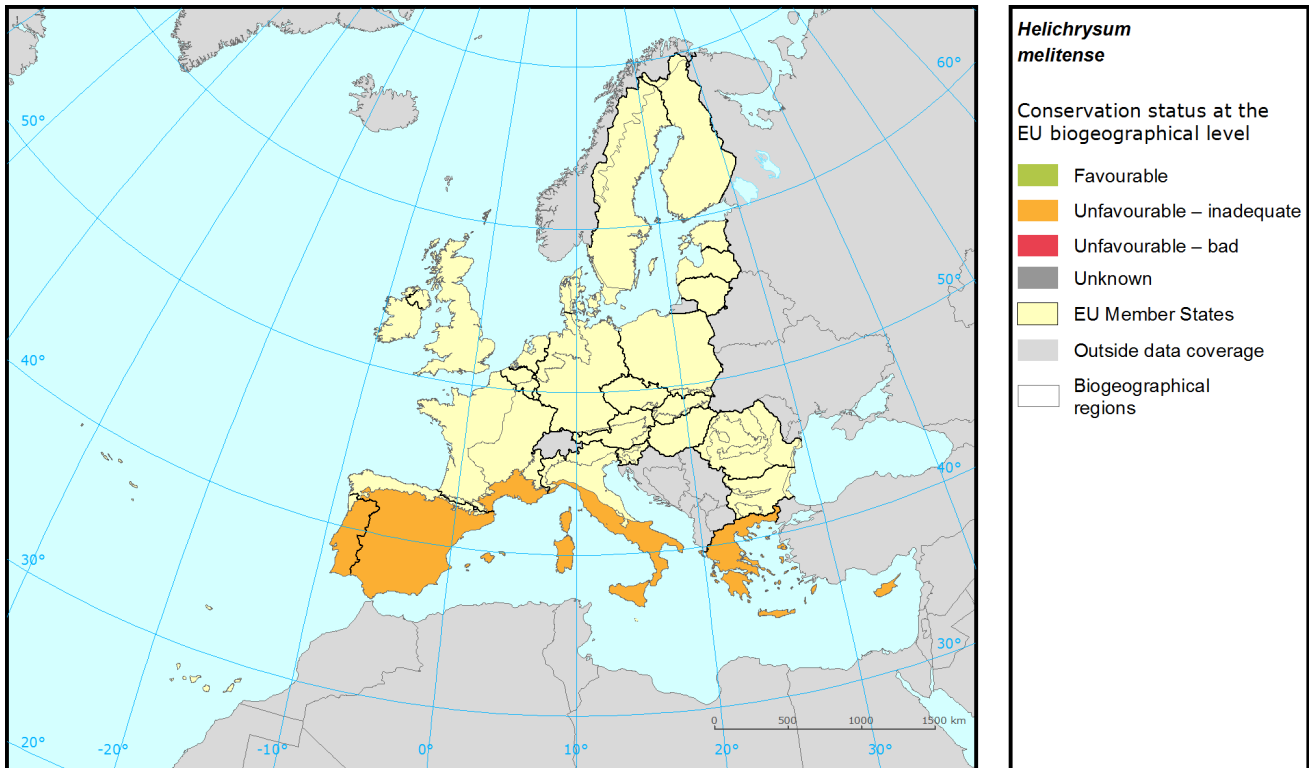 Helichrysum
melitense
Conservation status at the
EU biogeographical level
Favourable
Unfavourable – inadequate
Unfavourable – bad
Unknown
EU Member States
Outside data coverage
Biogeographical
regions
60°
50°
50°
40°
40°
30°
30°
20°
-20°
-10°
0°
10°
20°
30°
0
500
1000
1500 km